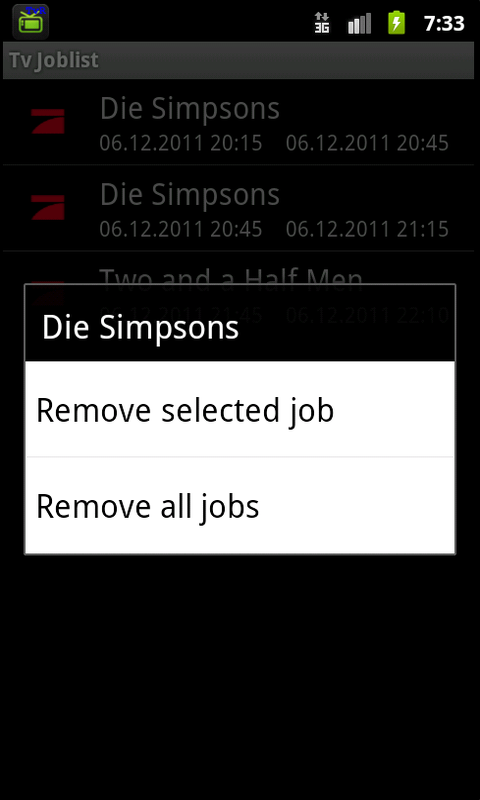 3G 7:33
Tv Joblist
Die Simpsons
06.12.2011 20:15 06.12.2011 20:45
Die Simpsons
06.12.2011 20:45 06.12.2011 21:15
Two and a Half Men
21:45 06.12.2011 22:10
Die Simpsons
Remove selected job
Remove all jobs